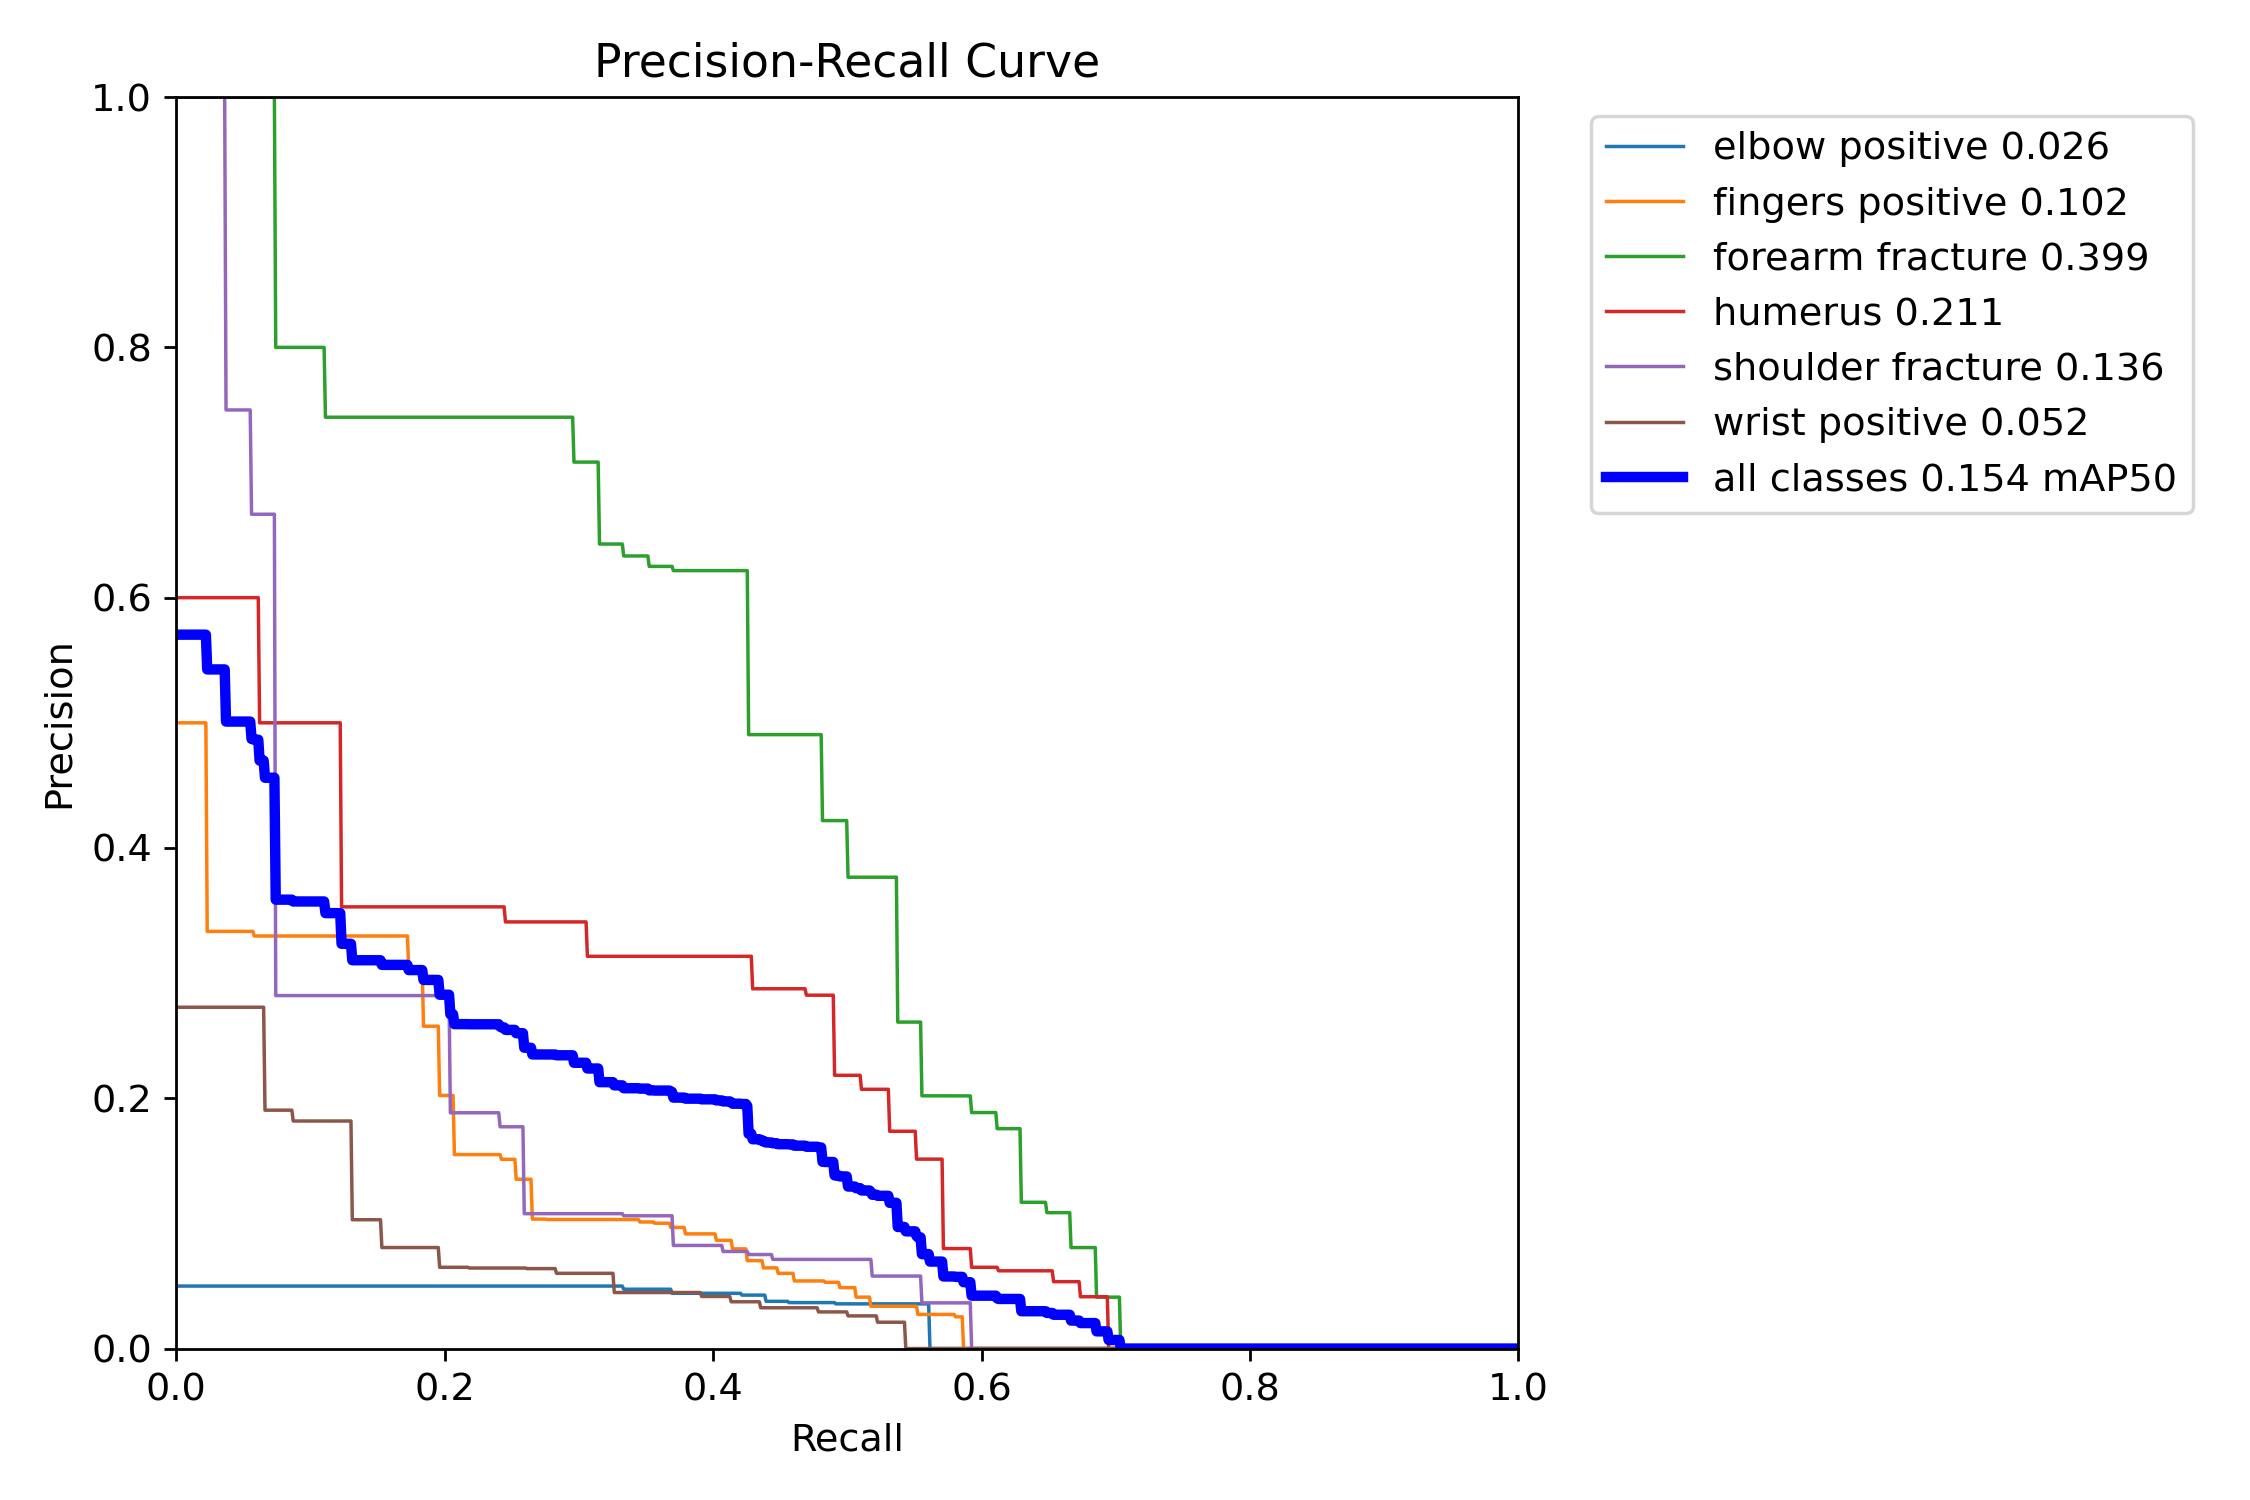 Precision-Recall Curve
1.0
0.8
0.6
0.4
0.2
0.0
Precision
0.0 0.2 0.4 0.6 0.8 1.0
Recall
elbow positive 0.026
fingers positive 0.102
forearm fracture 0.399
humerus 0.211
shoulder fracture 0.136
wrist positive 0.052
all classes 0.154 mAP50